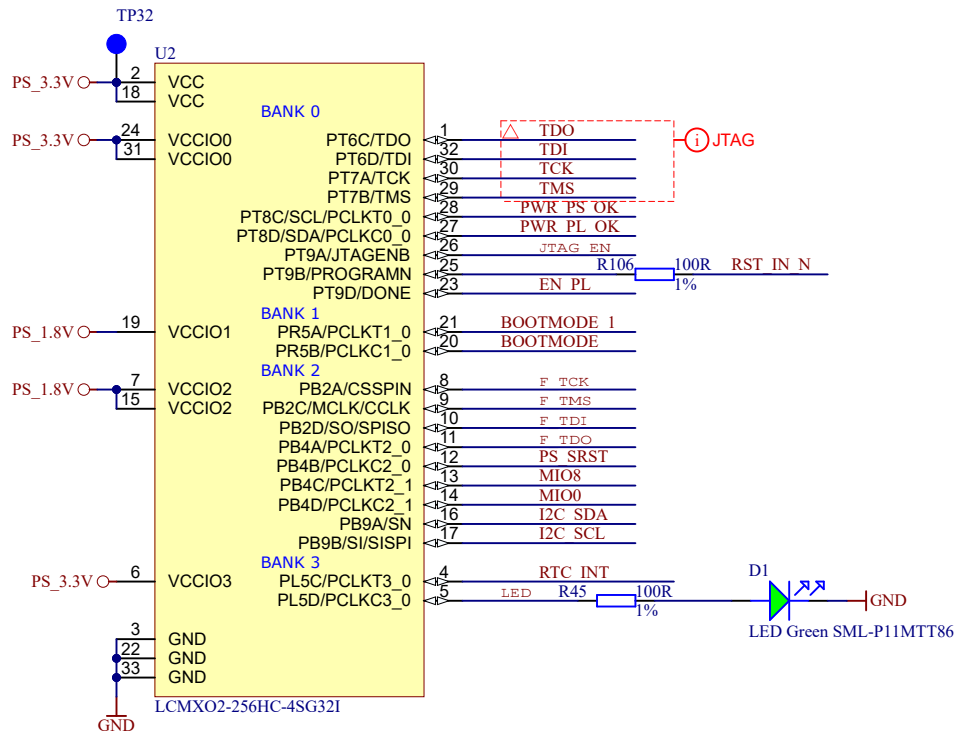 TP32
U2
PS_3.3V 2 VCC
18 VCC
BANK 0
PS_3.3V 24 VCCIO0
31 VCCIO0
PT6C/TDO 1 TDO
JTAG
PT6D/TDI 32 TDI
PT7A/TCK 30 TCK
PT7B/TMS 29 TMS
PT8C/SCL/PCLKT0_0 28 PWR_PS_OK
PT8D/SDA/PCLKC0_0 27 PWR_PL_OK
PT9A/JTAGENB 26 JTAG_EN
PT9B/PROGRAMN 25 R106 100R 1% RST_IN_N
PT9D/DONE 23 EN_PL
BANK 1
PS_1.8V 19 VCCIO1
PR5A/PCLKT1_0 21 BOOTMODE_1
PR5B/PCLKC1_0 20 BOOTMODE
BANK 2
PS_1.8V 7 VCCIO2
15 VCCIO2
PB2A/CSSPIN 8 F_TCK
PB2C/MCLK/CCLK 9 F_TMS
PB2D/SO/SPISO 10 F_TDI
PB4A/PCLKT2_0 11 F_TDO
PB4B/PCLKC2_0 12 PS_SRST
PB4C/PCLKT2_1 13 MIO8
PB4D/PCLKC2_1 14 MIO0
PB9A/SN 16 I2C_SDA
PB9B/SI/SISPI 17 I2C_SCL
BANK 3
PS_3.3V 6 VCCIO3
PL5C/PCLKT3_0 4 RTC_INT
PL5D/PCLKC3_0 5 LED R45 100R 1%
D1
GND
LED Green SML-P11MTT86
3 GND
22 GND
33 GND
GND
LCMXO2-256HC-4SG32I